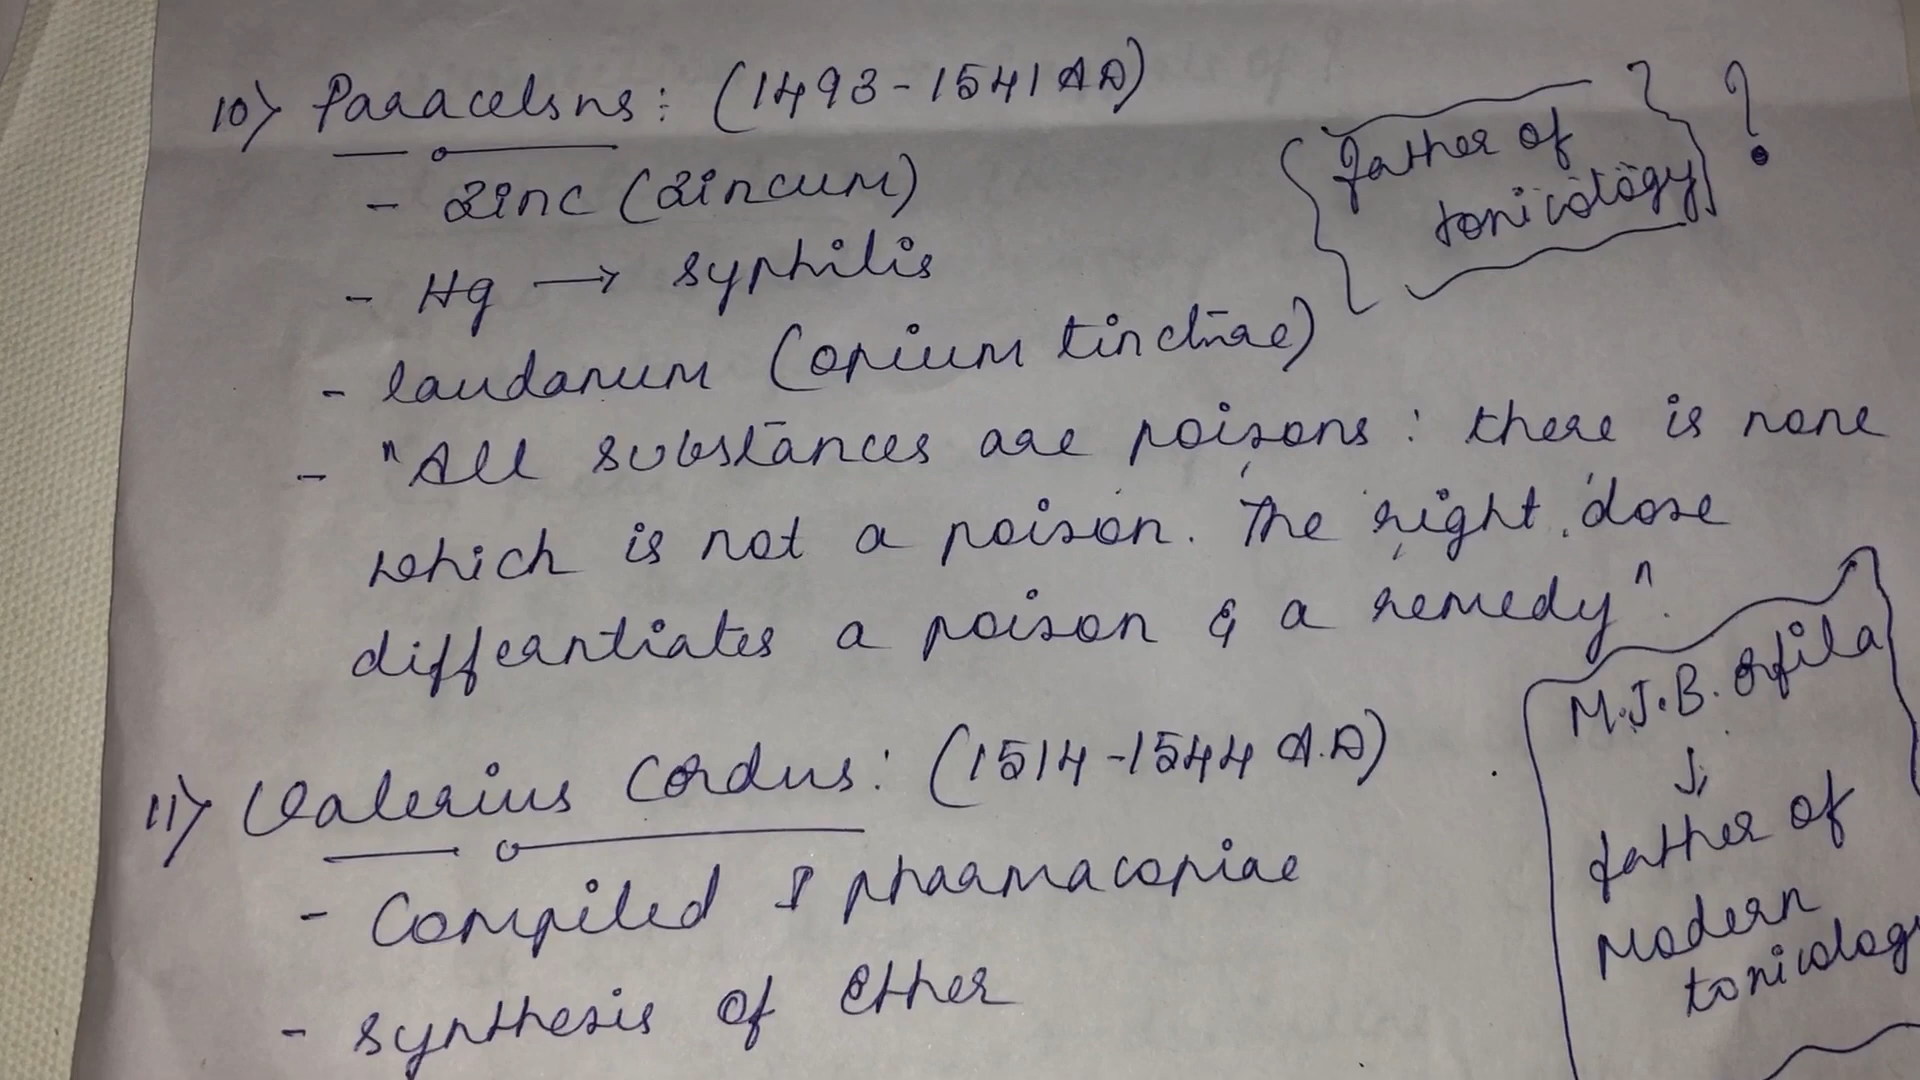 10) Paracelsus: (1493-1541 AD)
{ Father of toxicology } ?
- Zinc (Zincum)
- Hg → syphilis
- laudanum (opium tincturae)
- "All substances are poisons: there is none
which is not a poison. The right dose
differentiates a poison & a remedy".
M.J.B. Orfila
↓
father of
Modern
toxicology
11) Valerius Cordus: (1514-1544 A.D)
- Compiled I pharmacopiae
- synthesis of Ether